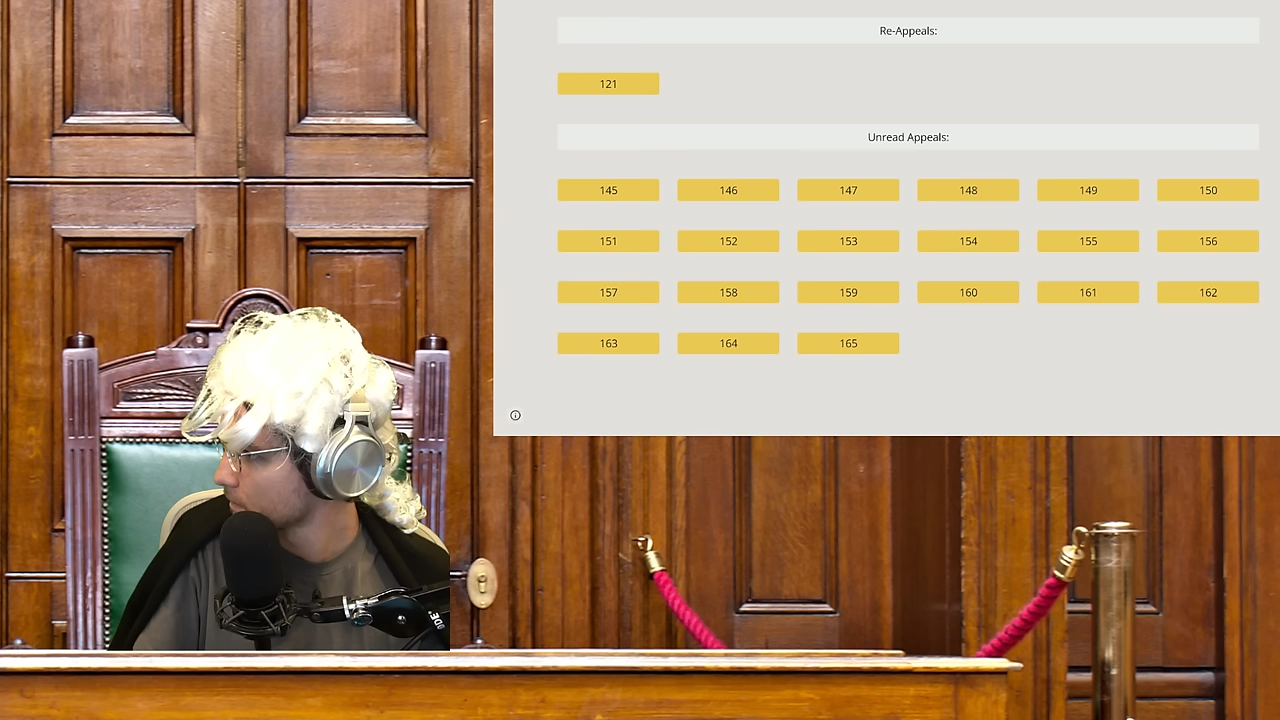 Re-Appeals:
121
Unread Appeals:
145 146 147 148 149 150
151 152 153 154 155 156
157 158 159 160 161 162
163 164 165